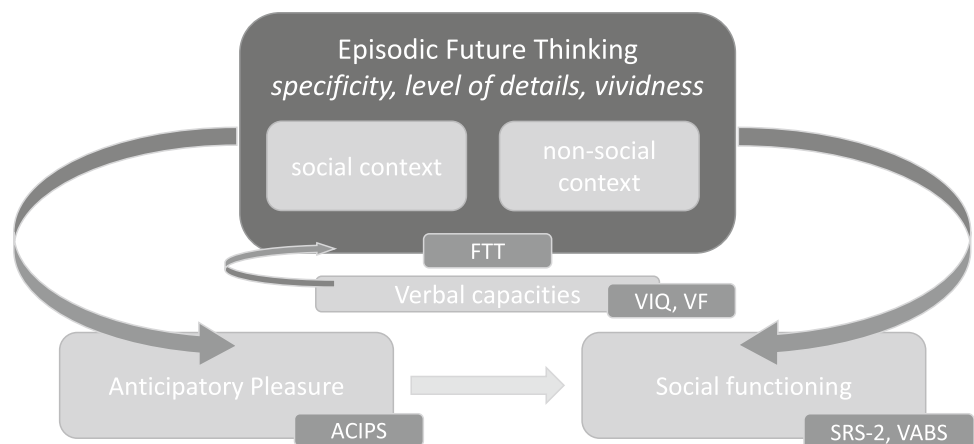 Episodic Future Thinking
specificity, level of details, vividness
social context
non-social
context
FTT
Verbal capacities
VIQ, VF
Anticipatory Pleasure
Social functioning
ACIPS
SRS-2, VABS